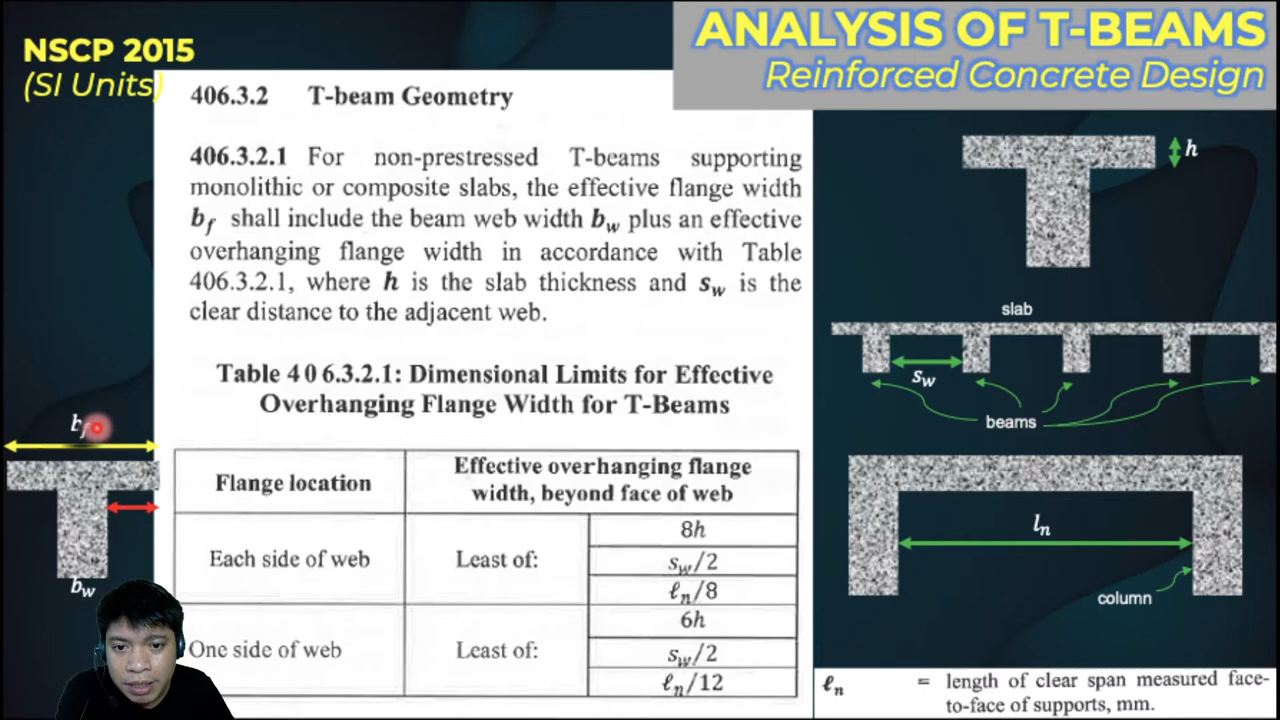 NSCP 2015
(SI Units)
ANALYSIS OF T-BEAMS
Reinforced Concrete Design
406.3.2 T-beam Geometry
406.3.2.1 For non-prestressed T-beams supporting
monolithic or composite slabs, the effective flange width
b_f shall include the beam web width b_w plus an effective
overhanging flange width in accordance with Table
406.3.2.1, where h is the slab thickness and s_w is the
clear distance to the adjacent web.
Table 406.3.2.1: Dimensional Limits for Effective
Overhanging Flange Width for T-Beams
Flange location
Effective overhanging flange
width, beyond face of web
Each side of web
Least of:
8h
s_w/2
ℓ_n/8
One side of web
Least of:
6h
s_w/2
ℓ_n/12
b_f
b_w
h
slab
s_w
beams
l_n
column
ℓ_n = length of clear span measured face-
to-face of supports, mm.